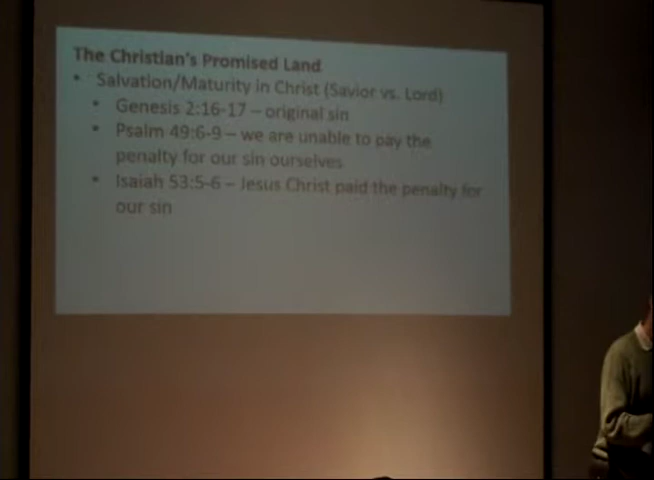 The Christian's Promised Land
• Salvation/Maturity in Christ (Savior vs. Lord)
• Genesis 2:16-17 – original sin
• Psalm 49:6-9 – we are unable to pay the
penalty for our sin ourselves
• Isaiah 53:5-6 – Jesus Christ paid the penalty for
our sin